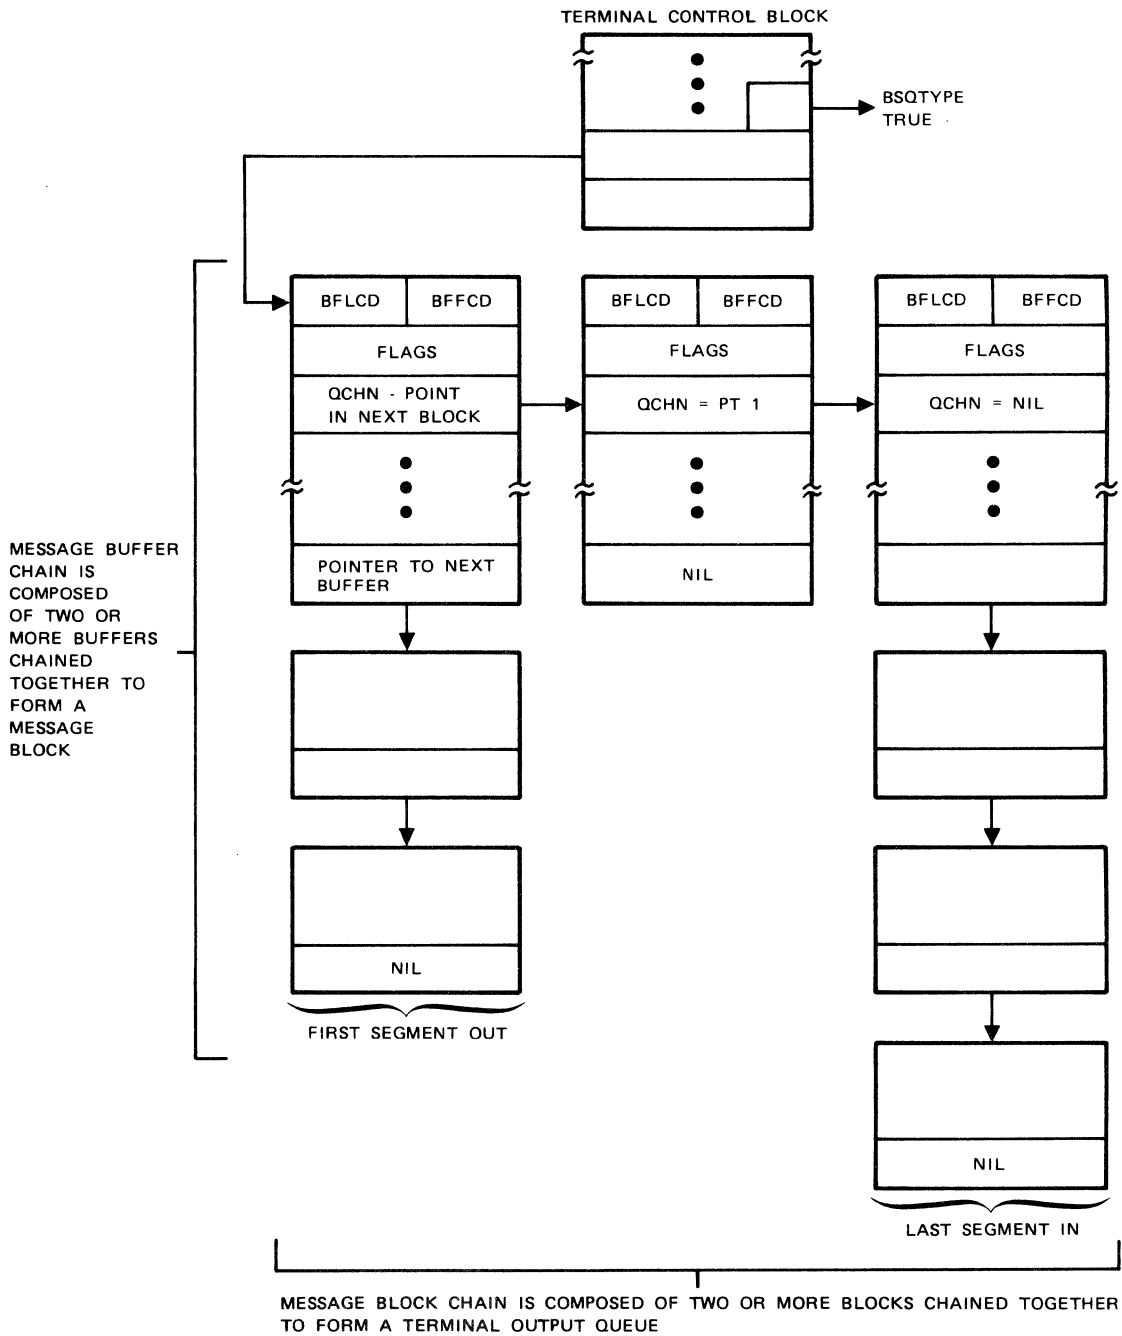 TERMINAL CONTROL BLOCK
BSQTYPE
TRUE
BFLCD BFFCD
BFLCD BFFCD
BFLCD BFFCD
FLAGS
FLAGS
FLAGS
QCHN - POINT
IN NEXT BLOCK
QCHN = PT 1
QCHN = NIL
POINTER TO NEXT
BUFFER
NIL
MESSAGE BUFFER
CHAIN IS
COMPOSED
OF TWO OR
MORE BUFFERS
CHAINED
TOGETHER TO
FORM A
MESSAGE
BLOCK
NIL
FIRST SEGMENT OUT
NIL
LAST SEGMENT IN
MESSAGE BLOCK CHAIN IS COMPOSED OF TWO OR MORE BLOCKS CHAINED TOGETHER
TO FORM A TERMINAL OUTPUT QUEUE